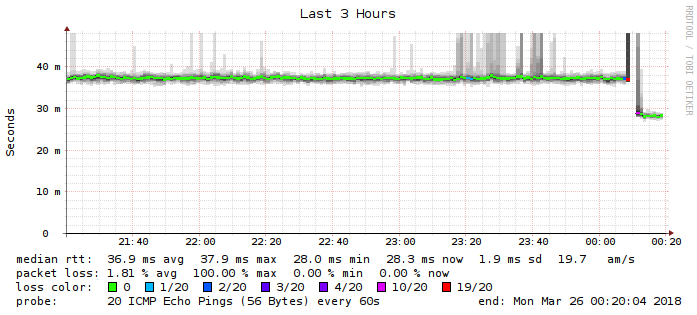 Last 3 Hours
RRDTOOL / TOBI OETIKER
Seconds
40 m
30 m
20 m
10 m
0
21:40 22:00 22:20 22:40 23:00 23:20 23:40 00:00 00:20
median rtt: 36.9 ms avg 37.9 ms max 28.0 ms min 28.3 ms now 1.9 ms sd 19.7 am/s
packet loss: 1.81 % avg 100.00 % max 0.00 % min 0.00 % now
loss color: 0 1/20 2/20 3/20 4/20 10/20 19/20
probe: 20 ICMP Echo Pings (56 Bytes) every 60s end: Mon Mar 26 00:20:04 2018